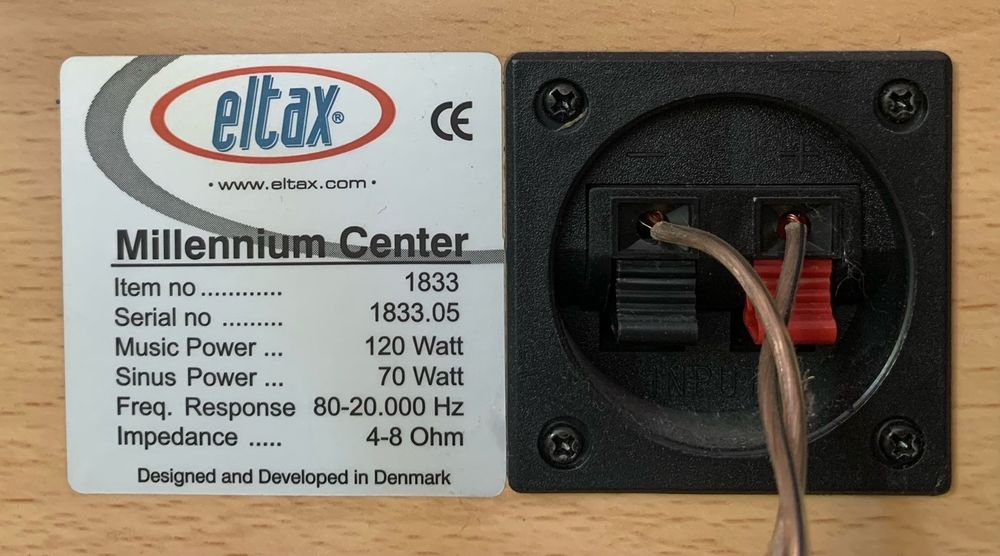 eltax®
CE
• www.eltax.com •
Millennium Center
Item no ............ 1833
Serial no ......... 1833.05
Music Power ... 120 Watt
Sinus Power ... 70 Watt
Freq. Response 80-20.000 Hz
Impedance ..... 4-8 Ohm
Designed and Developed in Denmark
− +
INPUT